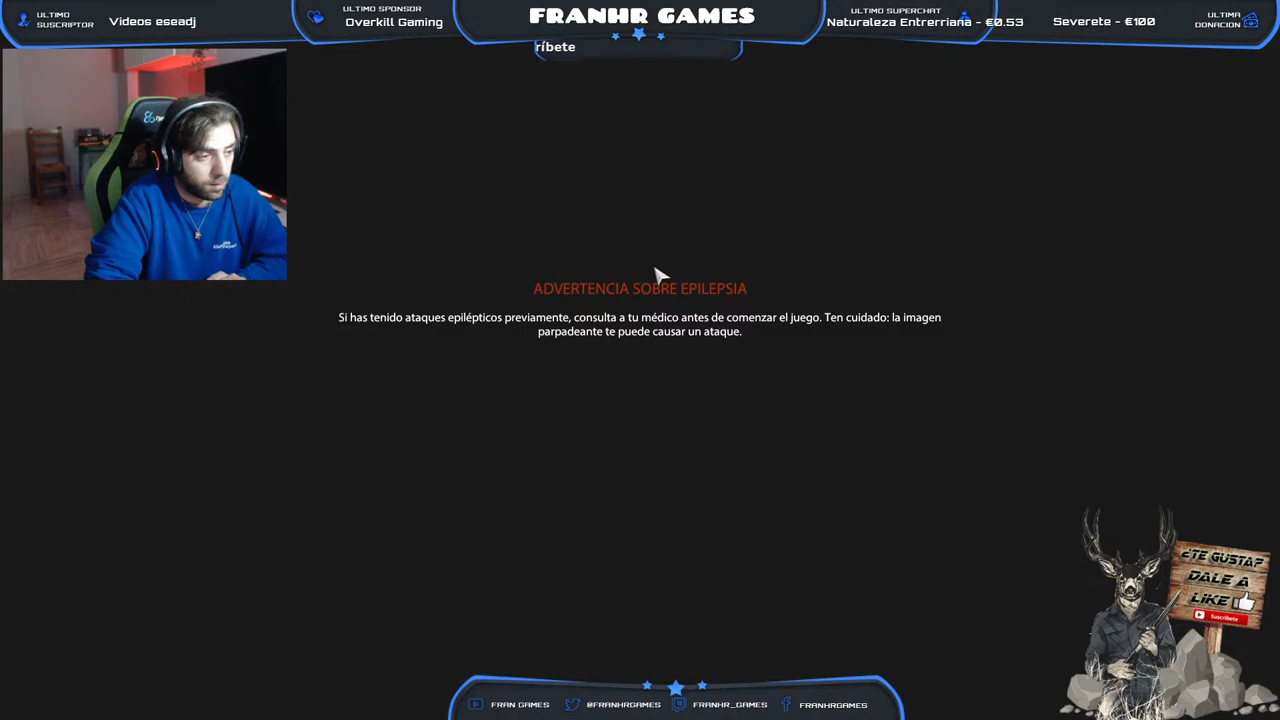 ULTIMO
SUSCRIPTOR
Videos eseadj
ULTIMO SPONSOR
Overkill Gaming
FRANHR GAMES
ULTIMO SUPERCHAT
Naturaleza Entrerriana - €0.53
Severete - €100
ULTIMA
DONACION
ríbete
ADVERTENCIA SOBRE EPILEPSIA
Si has tenido ataques epilépticos previamente, consulta a tu médico antes de comenzar el juego. Ten cuidado: la imagen
parpadeante te puede causar un ataque.
¿TE GUSTA?
DALE A
LIKE
Suscríbete
FRAN GAMES
@FRANHRGAMES
FRANHR_GAMES
FRANHRGAMES